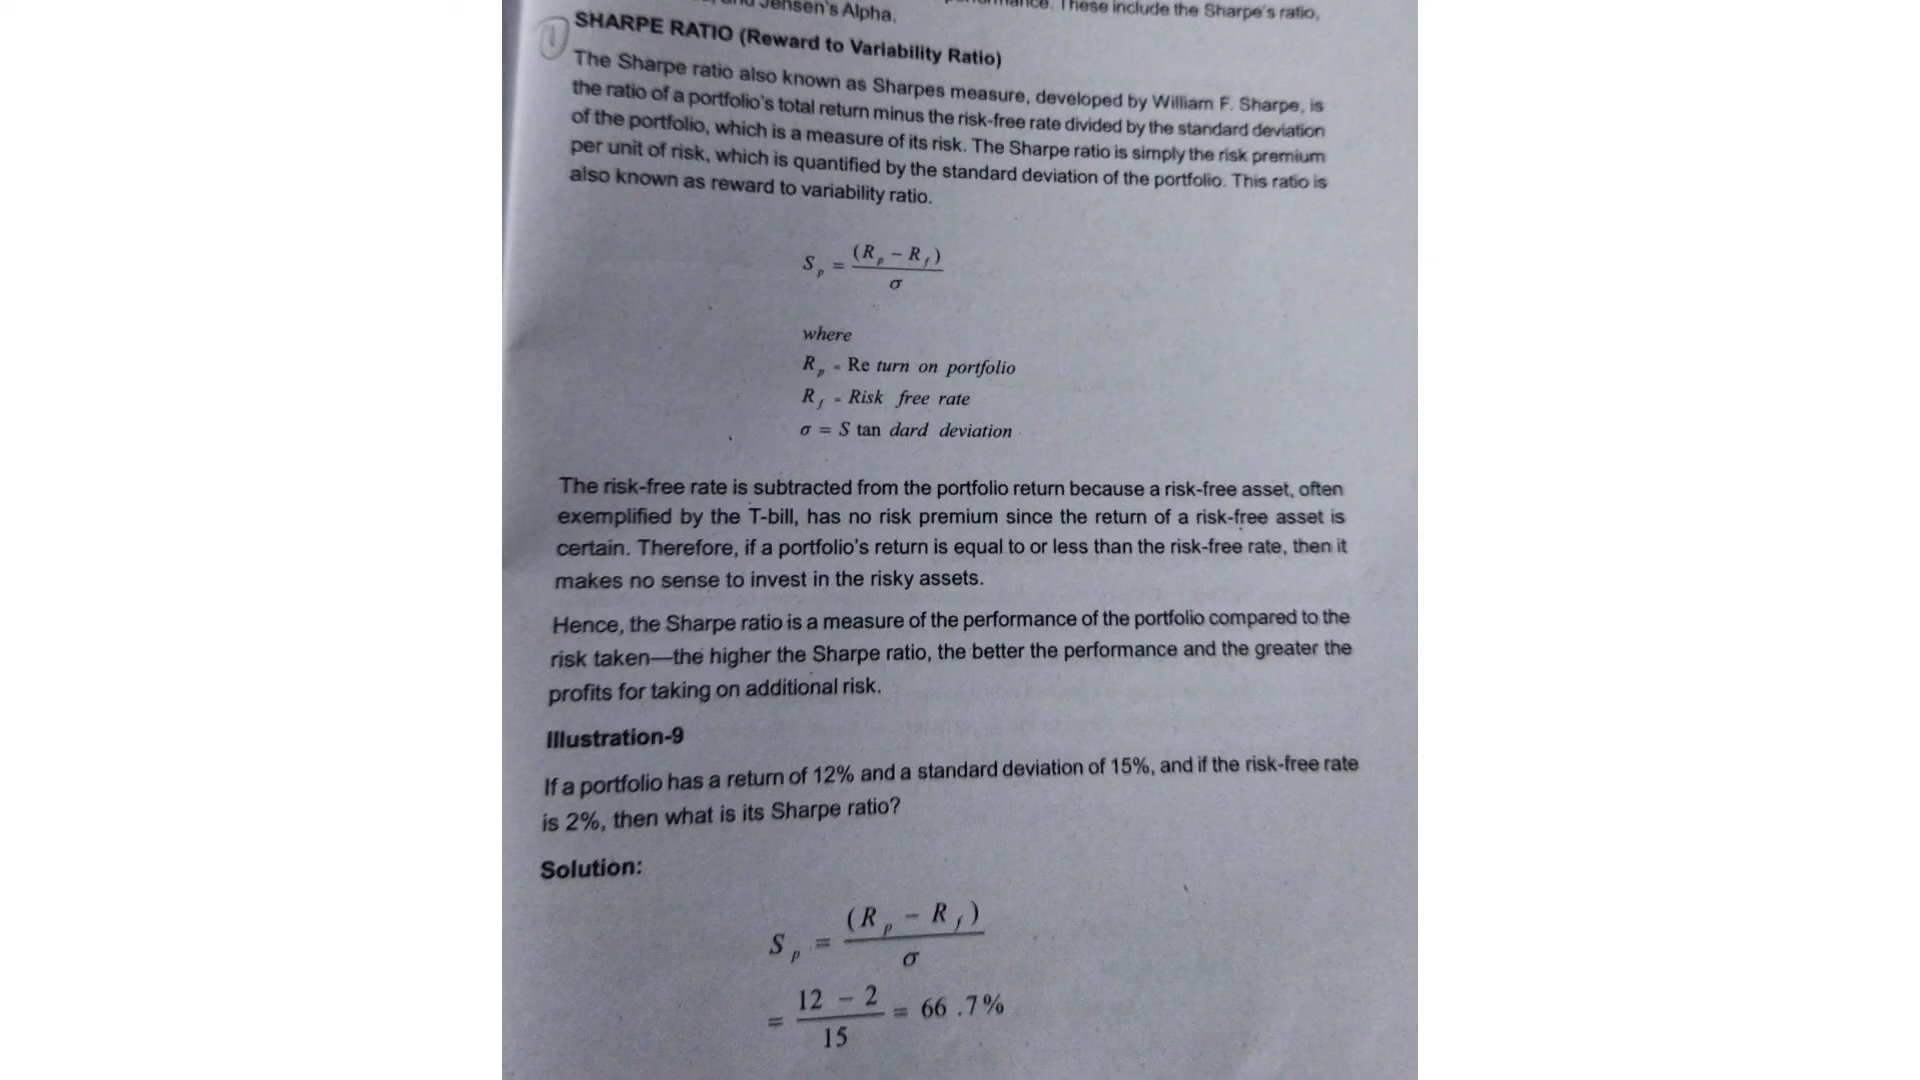 Jensen's Alpha.
These include the Sharpe's ratio,
1
SHARPE RATIO (Reward to Variability Ratio)
The Sharpe ratio also known as Sharpes measure, developed by William F. Sharpe, is
the ratio of a portfolio's total return minus the risk-free rate divided by the standard deviation
of the portfolio, which is a measure of its risk. The Sharpe ratio is simply the risk premium
per unit of risk, which is quantified by the standard deviation of the portfolio. This ratio is
also known as reward to variability ratio.
S_p = (R_p − R_f) / σ
where
R_p = Re turn on portfolio
R_f = Risk free rate
σ = S tan dard deviation
The risk-free rate is subtracted from the portfolio return because a risk-free asset, often
exemplified by the T-bill, has no risk premium since the return of a risk-free asset is
certain. Therefore, if a portfolio's return is equal to or less than the risk-free rate, then it
makes no sense to invest in the risky assets.
Hence, the Sharpe ratio is a measure of the performance of the portfolio compared to the
risk taken—the higher the Sharpe ratio, the better the performance and the greater the
profits for taking on additional risk.
Illustration-9
If a portfolio has a return of 12% and a standard deviation of 15%, and if the risk-free rate
is 2%, then what is its Sharpe ratio?
Solution:
S_p = (R_p − R_f) / σ
= 12 − 2 / 15 = 66 .7%